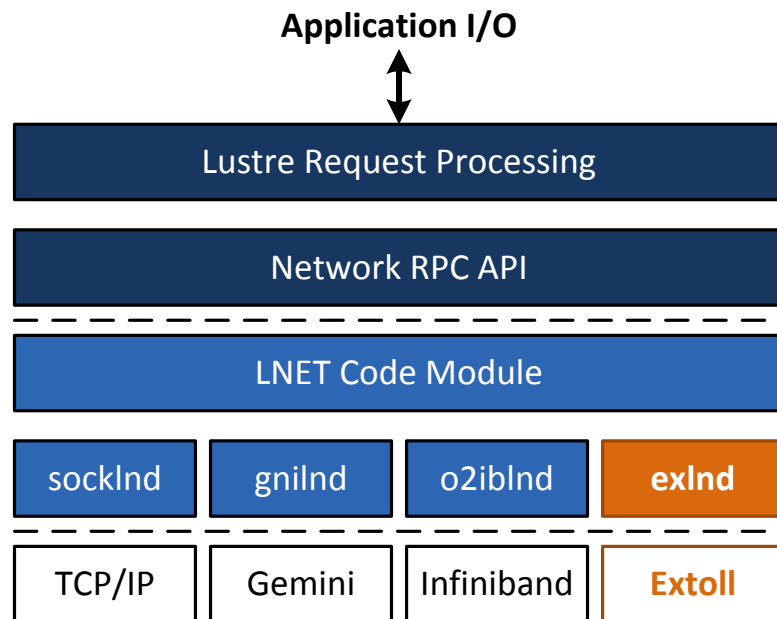 Application I/O
Lustre Request Processing
Network RPC API
LNET Code Module
socklnd gnilnd o2iblnd exlnd
TCP/IP Gemini Infiniband Extoll